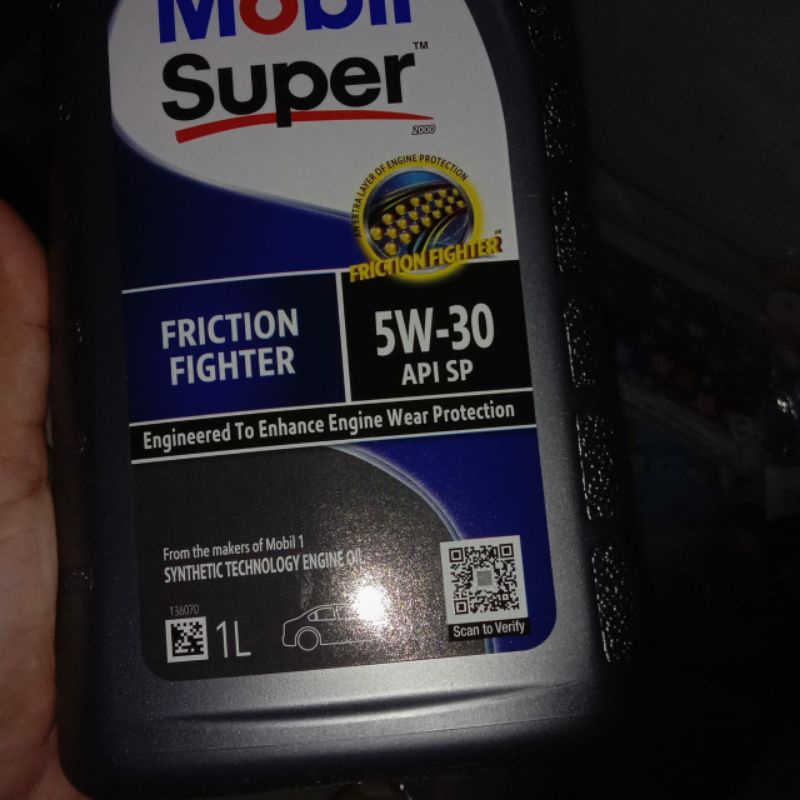 Mobil
Super™
2000
AN EXTRA LAYER OF ENGINE PROTECTION
FRICTION FIGHTER™
FRICTION
FIGHTER
5W-30
API SP
Engineered To Enhance Engine Wear Protection
From the makers of Mobil 1
SYNTHETIC TECHNOLOGY ENGINE OIL
136070
1L
Scan to Verify